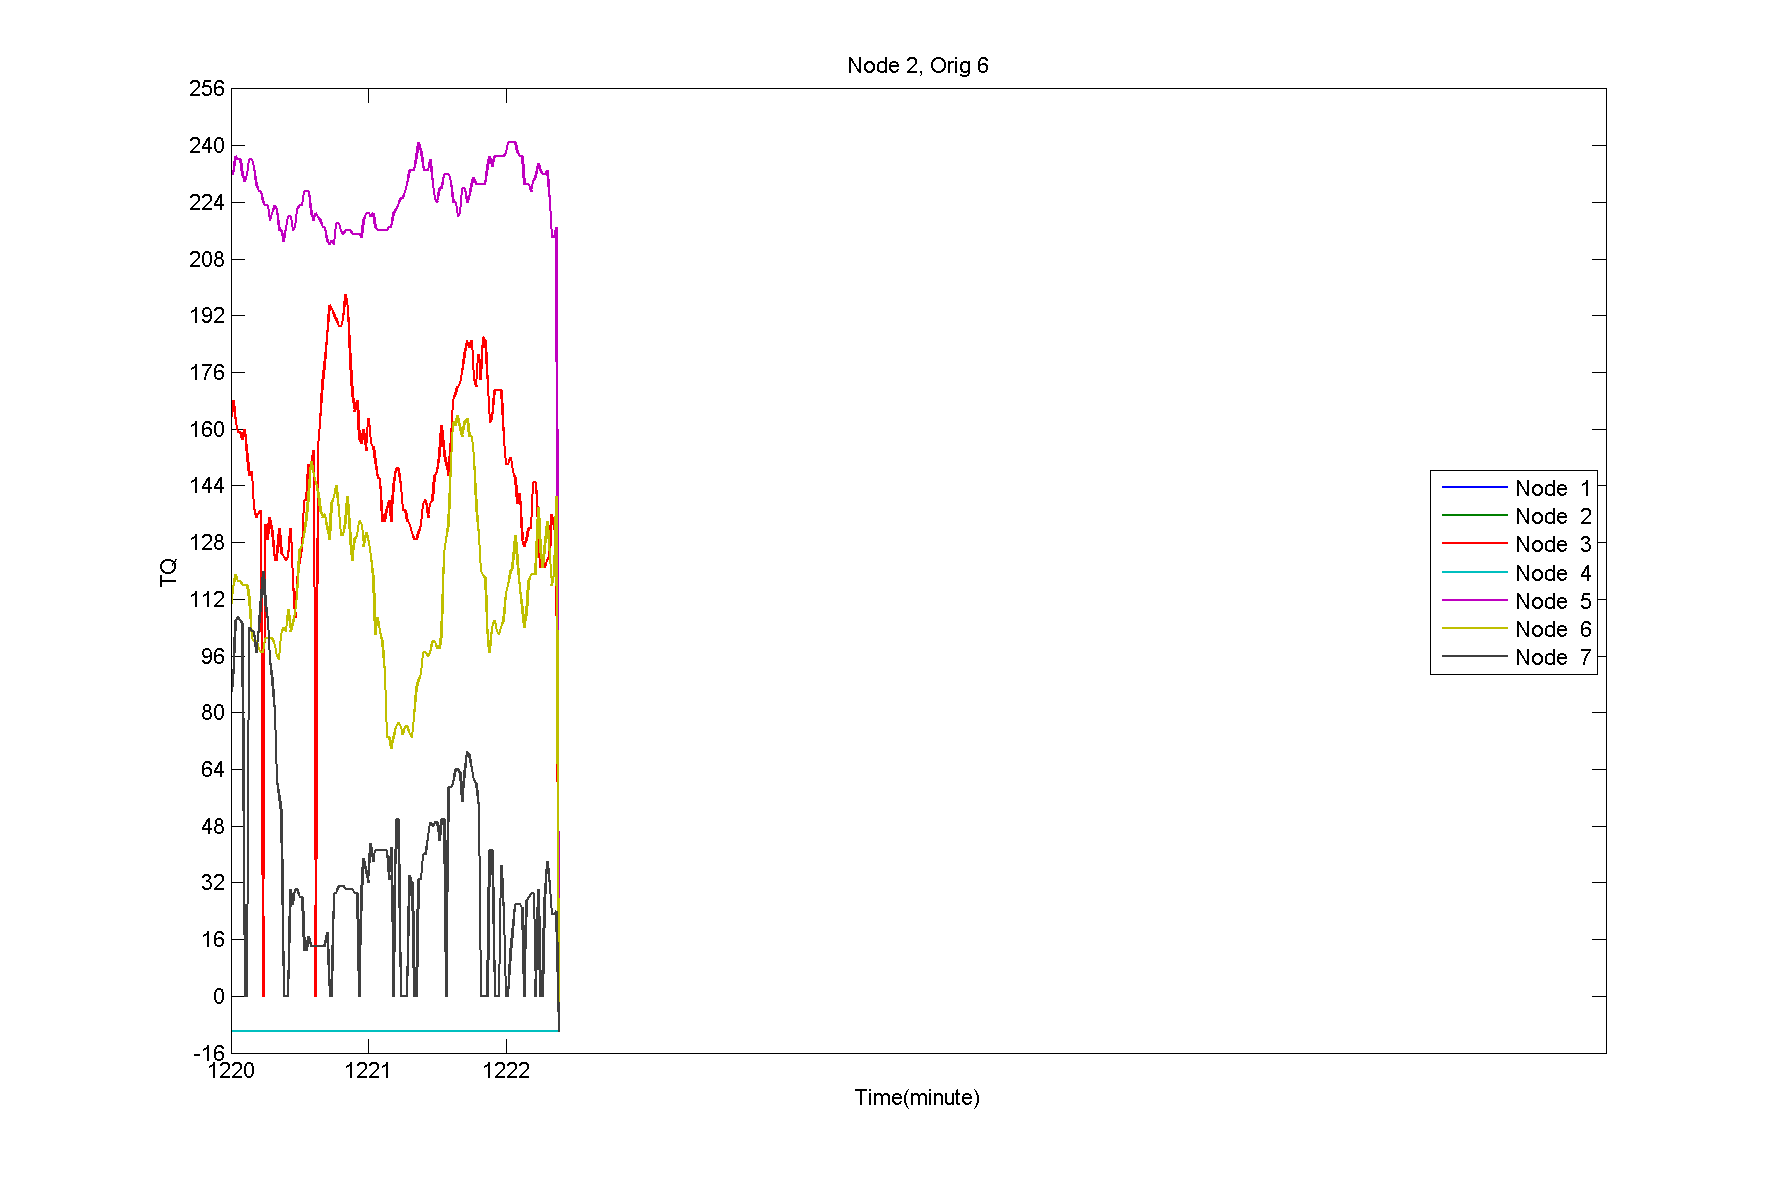 Node 2, Orig 6
256
240
224
208
192
176
160
144
128
112
96
80
64
48
32
16
0
-16
TQ
1220 1221 1222
Time(minute)
Node 1
Node 2
Node 3
Node 4
Node 5
Node 6
Node 7